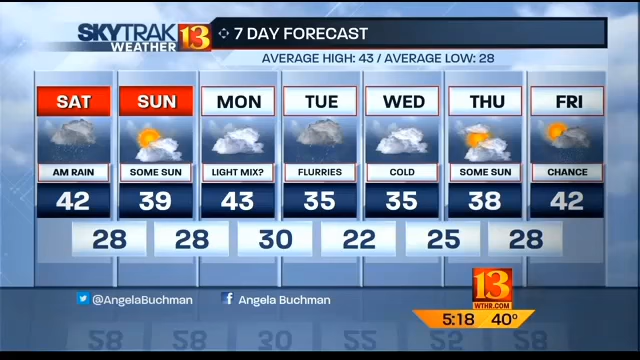 SKYTRAK
WEATHER
13
7 DAY FORECAST
AVERAGE HIGH: 43 / AVERAGE LOW: 28
SAT SUN MON TUE WED THU FRI
AM RAIN SOME SUN LIGHT MIX? FLURRIES COLD SOME SUN CHANCE
42 39 43 35 35 38 42
28 28 30 22 25 28
@AngelaBuchman f Angela Buchman
13
WTHR.COM
5:18 40°